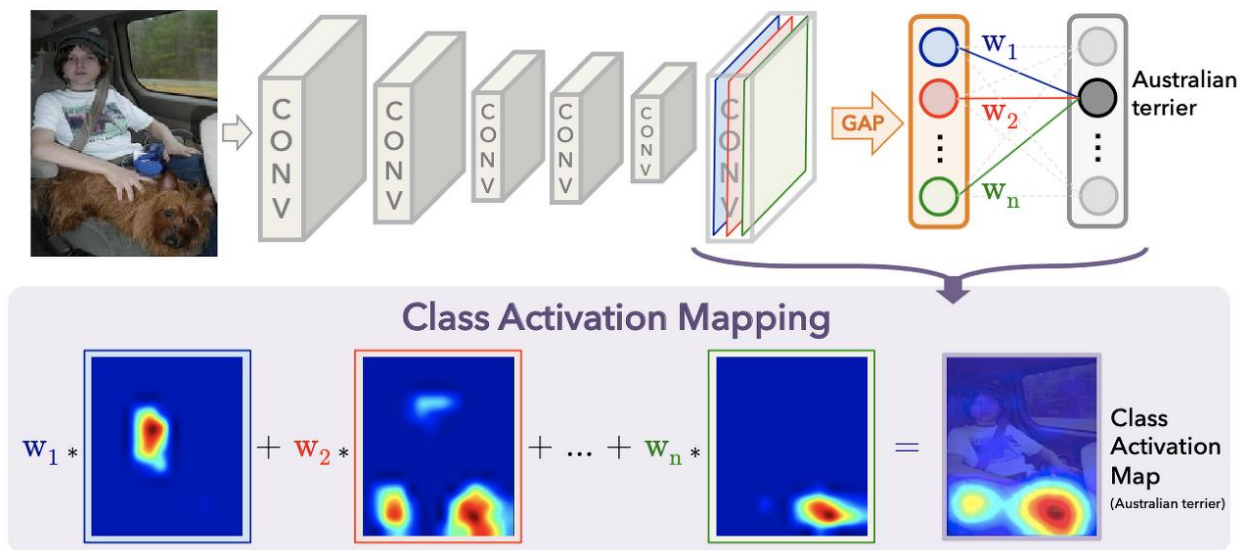 CONV
CONV
CONV
CONV
CONV
CONV
GAP
w1
w2
⋮
wn
⋮
Australian
terrier
Class Activation Mapping
w1 * + w2 * + ... + wn * =
Class
Activation
Map
(Australian terrier)